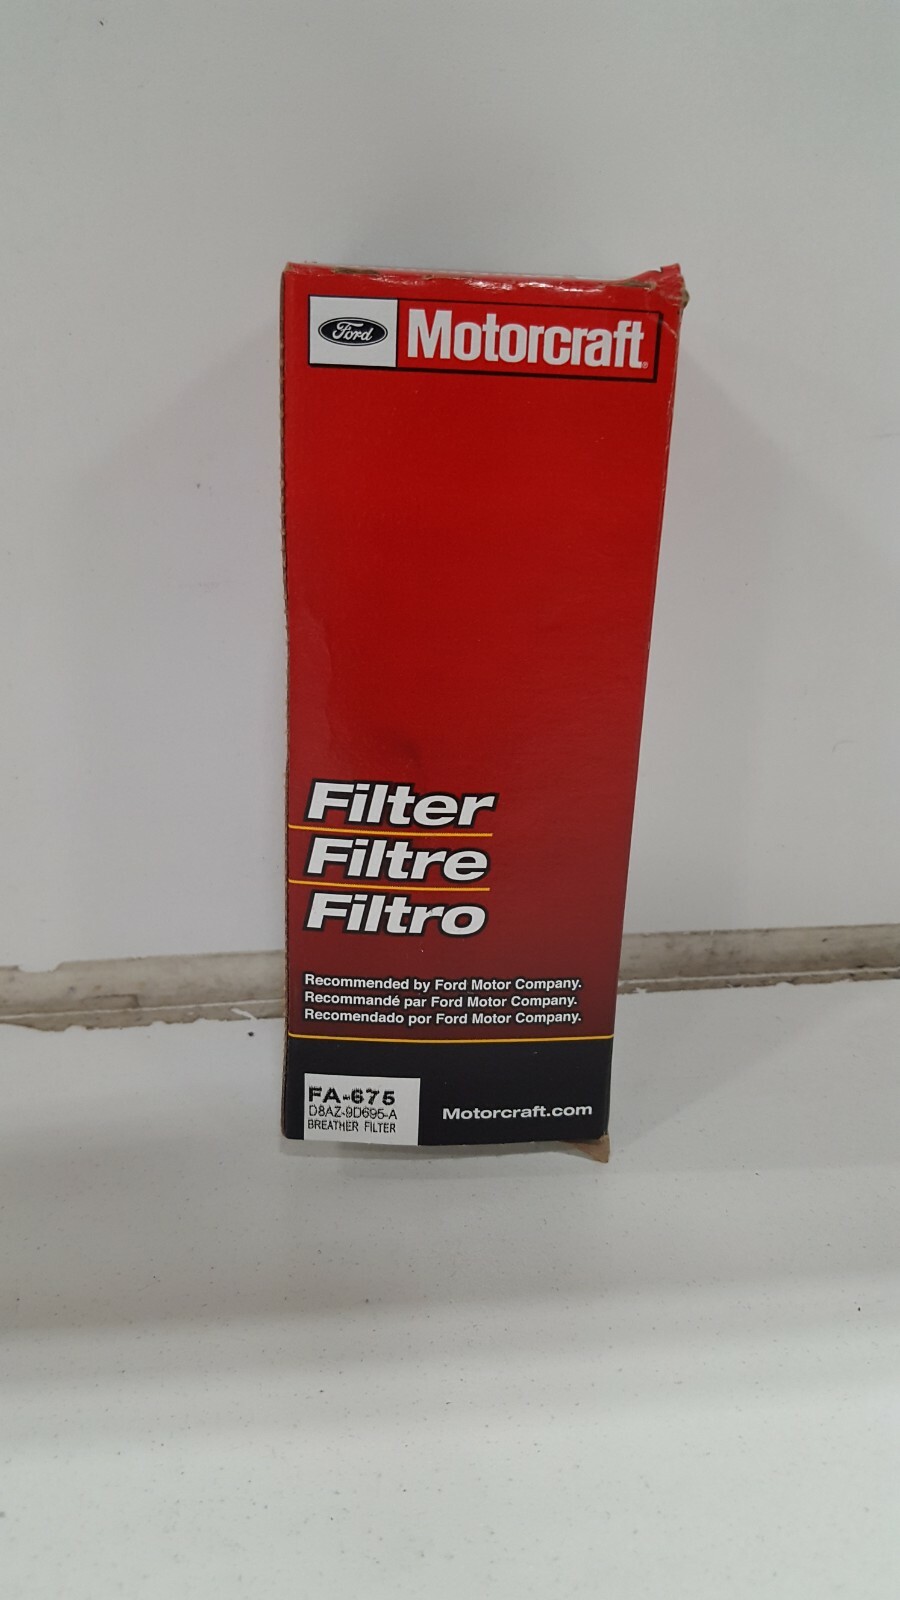 Ford
Motorcraft®
Filter
Filtre
Filtro
Recommended by Ford Motor Company.
Recommandé par Ford Motor Company.
Recomendado por Ford Motor Company.
FA-675
D8AZ-9D695-A
BREATHER FILTER
Motorcraft.com